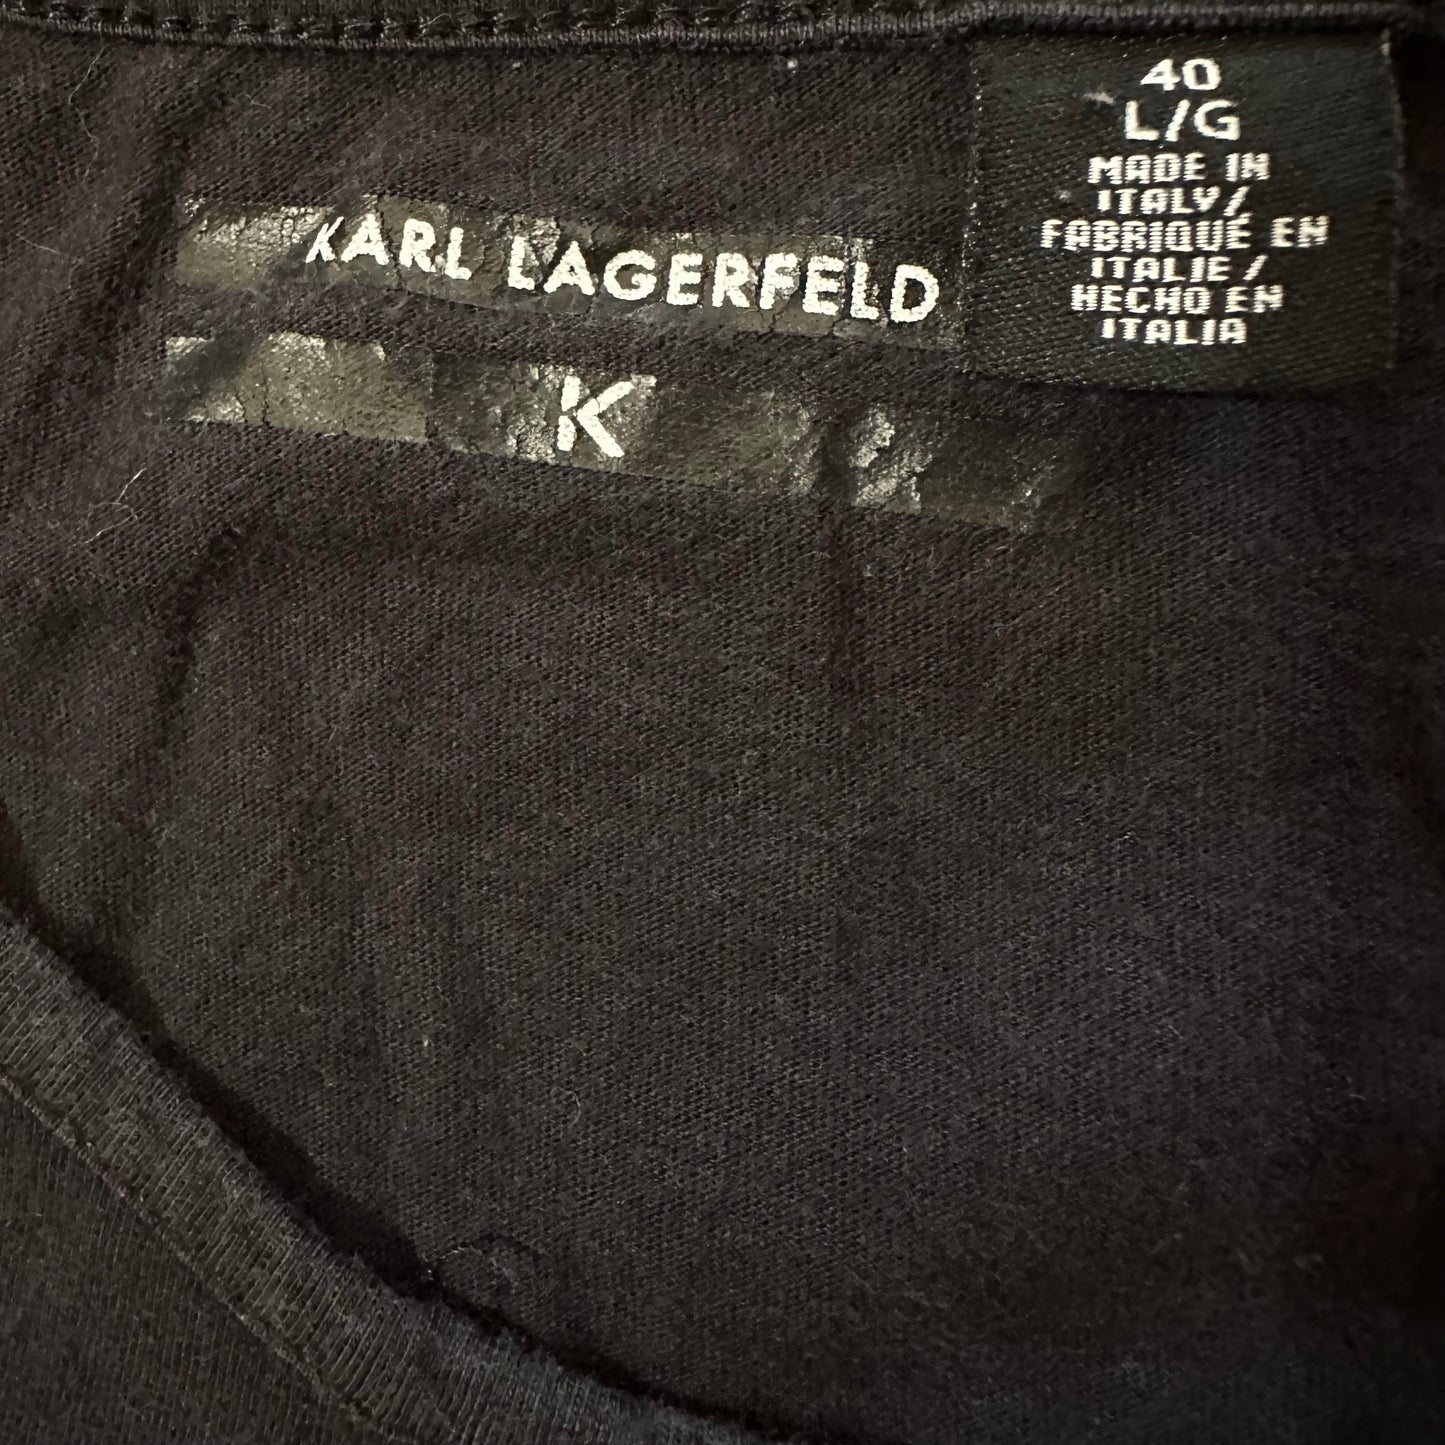 KARL LAGERFELD
K
40
L/G
MADE IN
ITALY/
FABRIQUÉ EN
ITALIE/
HECHO EN
ITALIA